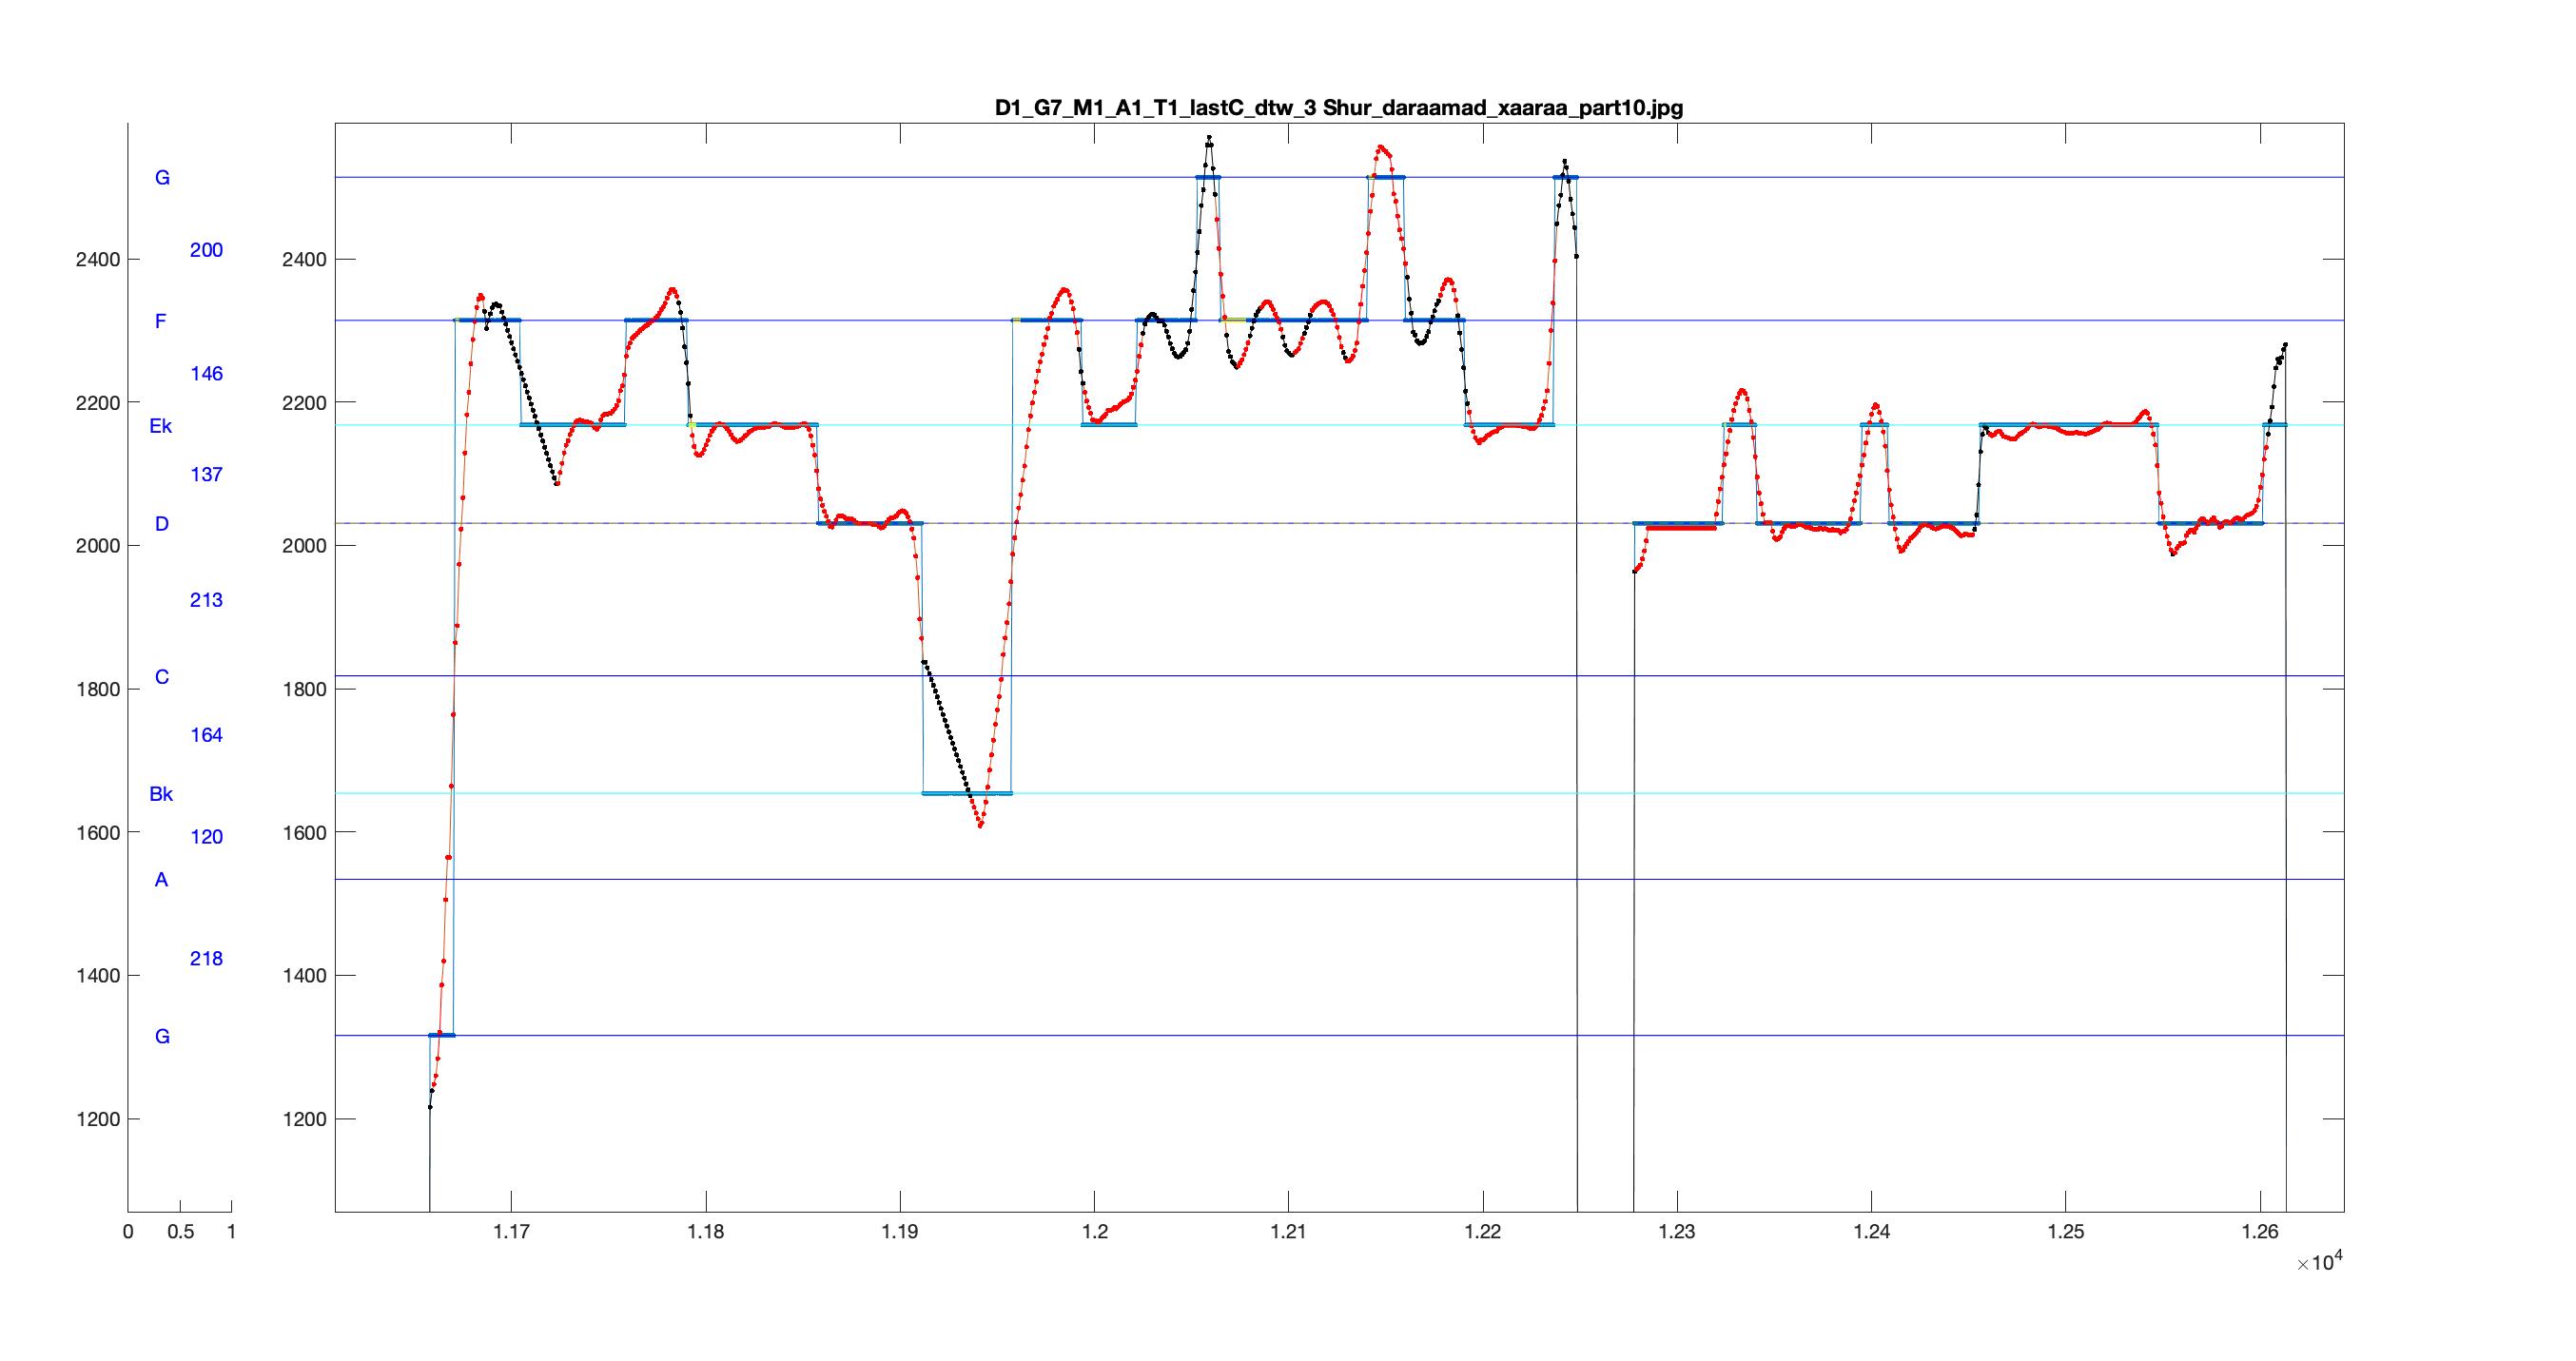 D1_G7_M1_A1_T1_lastC_dtw_3 Shur_daraamad_xaaraa_part10.jpg
G
200
2400 2400
F
146
2200 2200
Ek
137
D
2000 2000
213
C
1800 1800
164
Bk
1600 1600
120
A
218
1400 1400
G
1200 1200
0 0.5 1 1.17 1.18 1.19 1.2 1.21 1.22 1.23 1.24 1.25 1.26
×10⁴